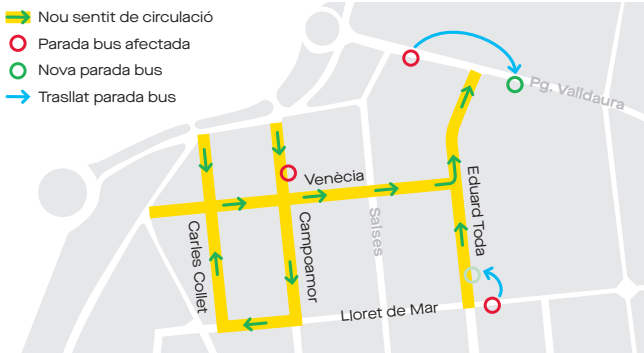 Nou sentit de circulació
Parada bus afectada
Nova parada bus
Trasllat parada bus
Pg. Valldaura
Venècia
Eduard Toda
Salses
Campoamor
Carles Collet
Lloret de Mar